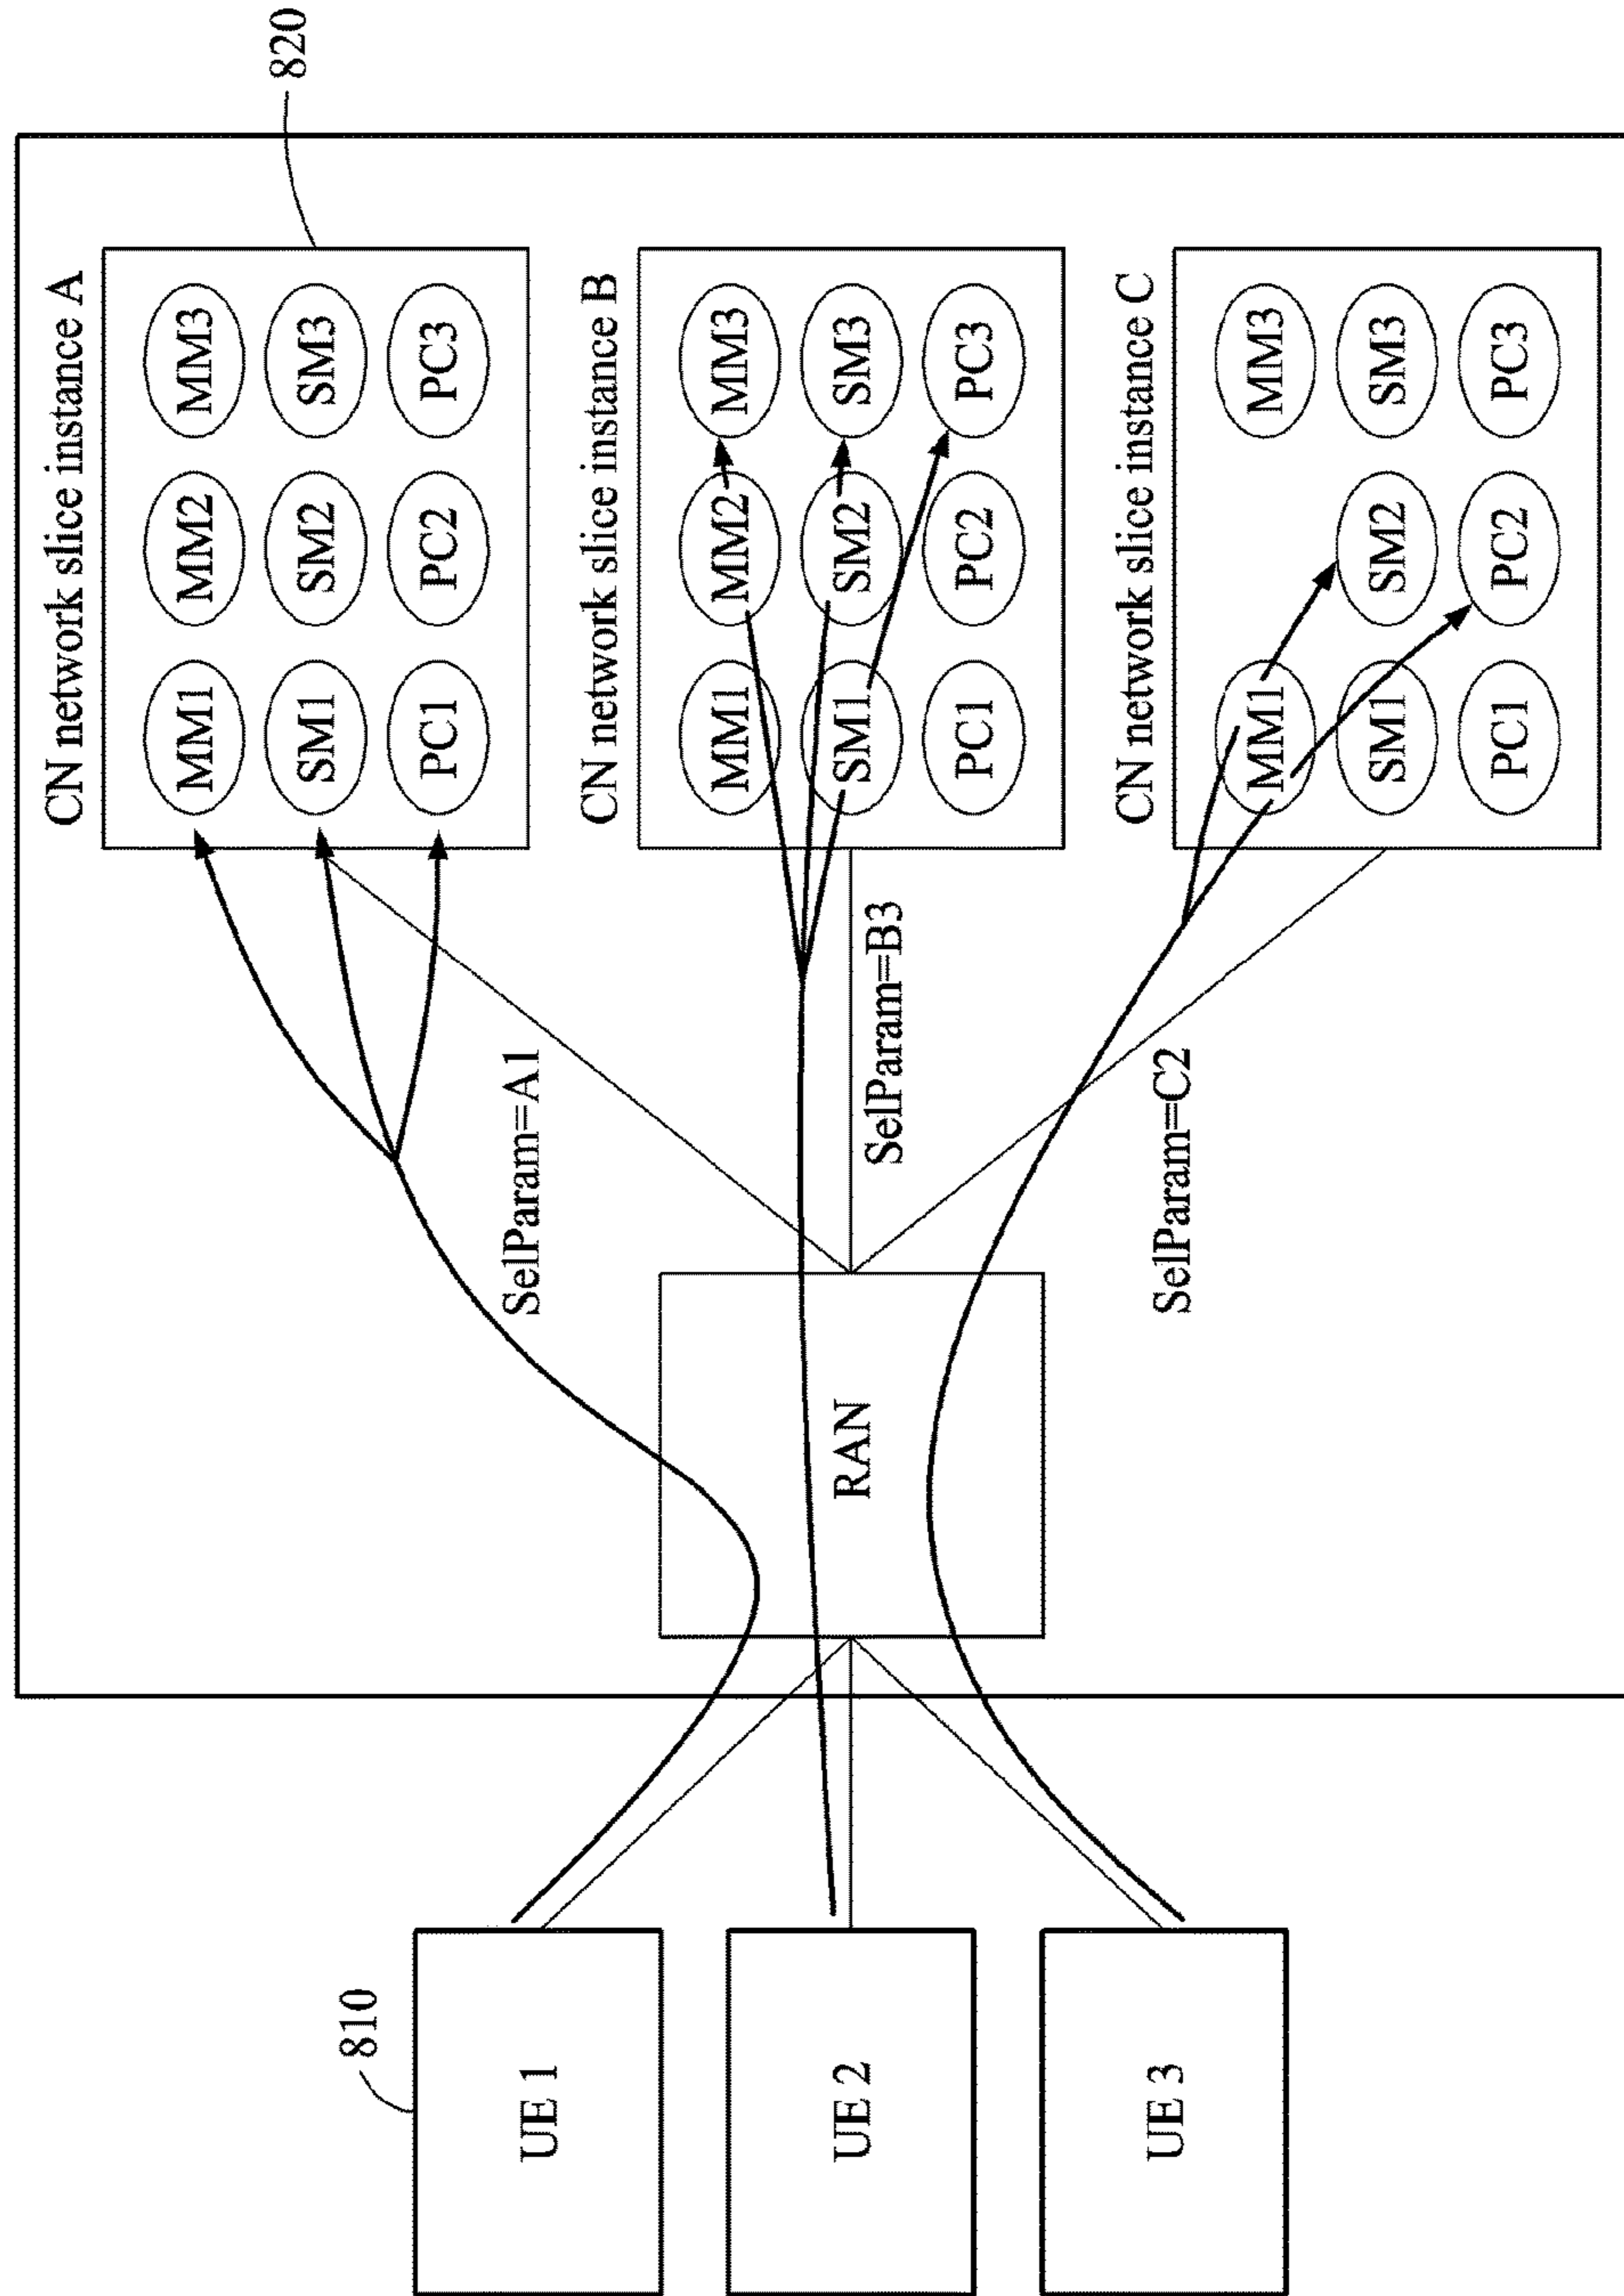 820
CN network slice instance A
MM1 MM2 MM3
SM1 SM2 SM3
PC1 PC2 PC3
CN network slice instance B
MM1 MM2 MM3
SM1 SM2 SM3
PC1 PC2 PC3
CN network slice instance C
MM1 MM3
SM1 SM2 SM3
PC1 PC2 PC3
SelParam=A1
SelParam=B3
SelParam=C2
RAN
810
UE 1
UE 2
UE 3